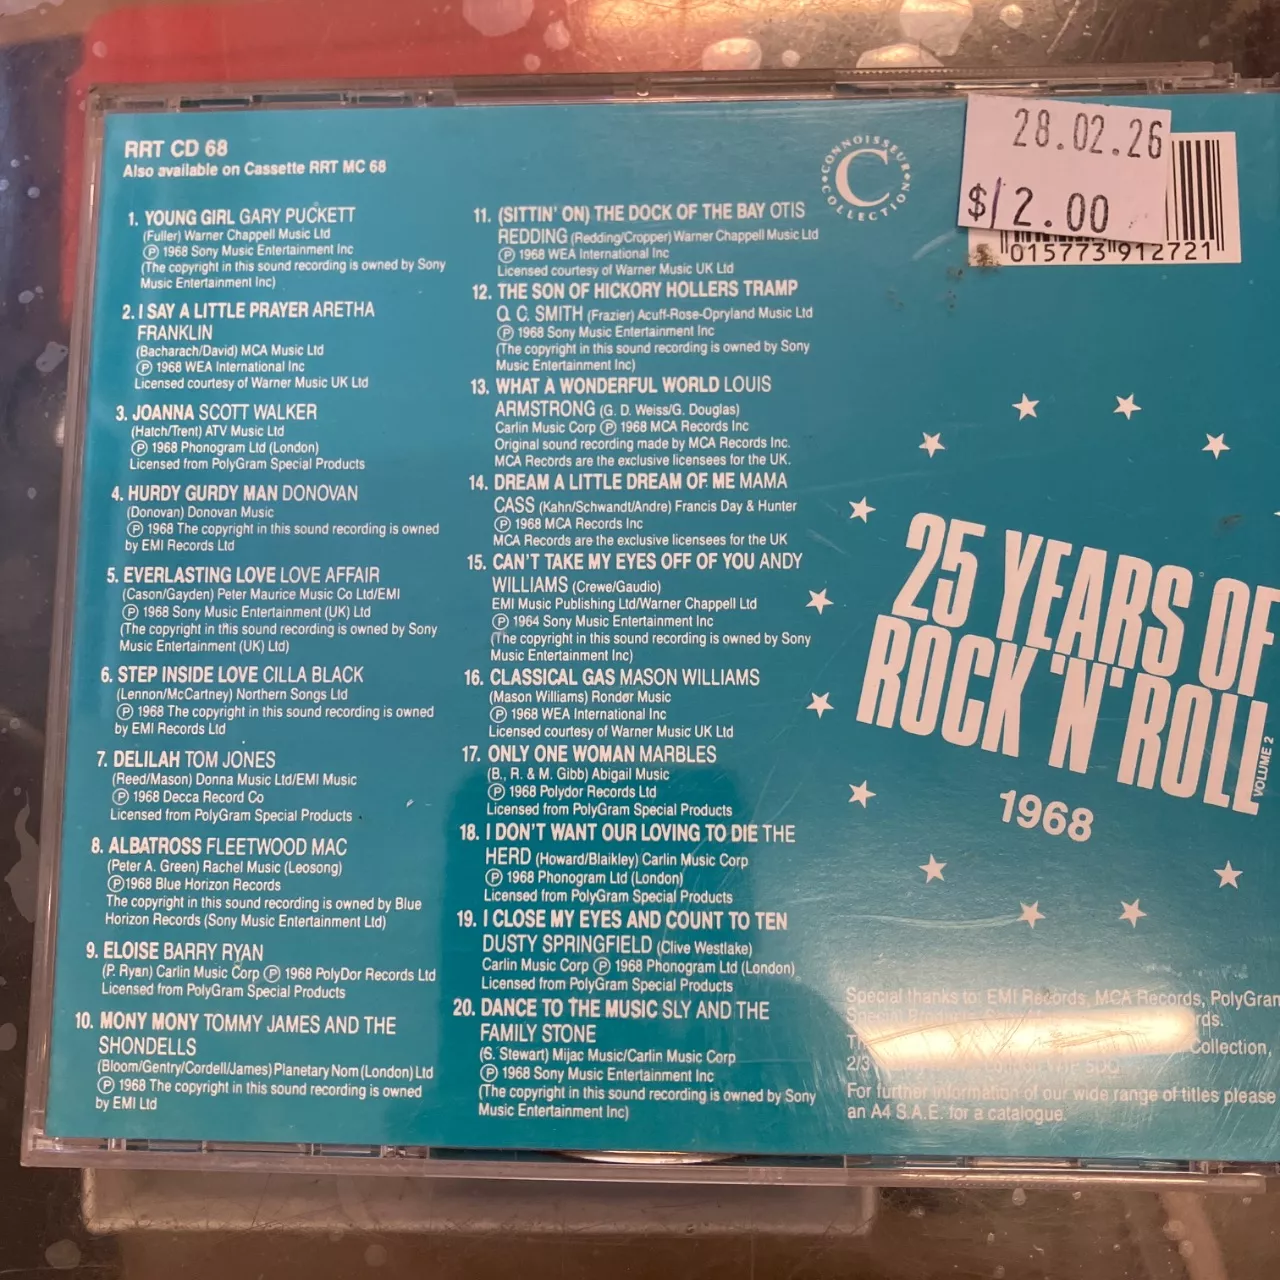 RRT CD 68
Also available on Cassette RRT MC 68
1. YOUNG GIRL GARY PUCKETT
(Fuller) Warner Chappell Music Ltd
Ⓟ 1968 Sony Music Entertainment Inc
(The copyright in this sound recording is owned by Sony
Music Entertainment Inc)
2. I SAY A LITTLE PRAYER ARETHA
FRANKLIN
(Bacharach/David) MCA Music Ltd
Ⓟ 1968 WEA International Inc
Licensed courtesy of Warner Music UK Ltd
3. JOANNA SCOTT WALKER
(Hatch/Trent) ATV Music Ltd
Ⓟ 1968 Phonogram Ltd (London)
Licensed from PolyGram Special Products
4. HURDY GURDY MAN DONOVAN
(Donovan) Donovan Music
Ⓟ 1968 The copyright in this sound recording is owned
by EMI Records Ltd
5. EVERLASTING LOVE LOVE AFFAIR
(Cason/Gayden) Peter Maurice Music Co Ltd/EMI
Ⓟ 1968 Sony Music Entertainment (UK) Ltd
(The copyright in this sound recording is owned by Sony
Music Entertainment (UK) Ltd)
6. STEP INSIDE LOVE CILLA BLACK
(Lennon/McCartney) Northern Songs Ltd
Ⓟ 1968 The copyright in this sound recording is owned
by EMI Records Ltd
7. DELILAH TOM JONES
(Reed/Mason) Donna Music Ltd/EMI Music
Ⓟ 1968 Decca Record Co
Licensed from PolyGram Special Products
8. ALBATROSS FLEETWOOD MAC
(Peter A. Green) Rachel Music (Leosong)
Ⓟ1968 Blue Horizon Records
The copyright in this sound recording is owned by Blue
Horizon Records (Sony Music Entertainment Ltd)
9. ELOISE BARRY RYAN
(P. Ryan) Carlin Music Corp Ⓟ 1968 PolyDor Records Ltd
Licensed from PolyGram Special Products
10. MONY MONY TOMMY JAMES AND THE
SHONDELLS
(Bloom/Gentry/Cordell/James) Planetary Nom (London) Ltd
Ⓟ 1968 The copyright in this sound recording is owned
by EMI Ltd
11. (SITTIN' ON) THE DOCK OF THE BAY OTIS
REDDING (Redding/Cropper) Warner Chappell Music Ltd
Ⓟ 1968 WEA International Inc
Licensed courtesy of Warner Music UK Ltd
12. THE SON OF HICKORY HOLLERS TRAMP
O. C. SMITH (Frazier) Acuff-Rose-Opryland Music Ltd
Ⓟ 1968 Sony Music Entertainment Inc
(The copyright in this sound recording is owned by Sony
Music Entertainment Inc)
13. WHAT A WONDERFUL WORLD LOUIS
ARMSTRONG (G. D. Weiss/G. Douglas)
Carlin Music Corp Ⓟ 1968 MCA Records Inc
Original sound recording made by MCA Records Inc.
MCA Records are the exclusive licensees for the UK.
14. DREAM A LITTLE DREAM OF ME MAMA
CASS (Kahn/Schwandt/Andre) Francis Day & Hunter
Ⓟ 1968 MCA Records Inc
MCA Records are the exclusive licensees for the UK
15. CAN'T TAKE MY EYES OFF OF YOU ANDY
WILLIAMS (Crewe/Gaudio)
EMI Music Publishing Ltd/Warner Chappell Ltd
Ⓟ 1964 Sony Music Entertainment Inc
(The copyright in this sound recording is owned by Sony
Music Entertainment Inc)
16. CLASSICAL GAS MASON WILLIAMS
(Mason Williams) Rondor Music
Ⓟ 1968 WEA International Inc
Licensed courtesy of Warner Music UK Ltd
17. ONLY ONE WOMAN MARBLES
(B., R. & M. Gibb) Abigail Music
Ⓟ 1968 Polydor Records Ltd
Licensed from PolyGram Special Products
18. I DON'T WANT OUR LOVING TO DIE THE
HERD (Howard/Blaikley) Carlin Music Corp
Ⓟ 1968 Phonogram Ltd (London)
Licensed from PolyGram Special Products
19. I CLOSE MY EYES AND COUNT TO TEN
DUSTY SPRINGFIELD (Clive Westlake)
Carlin Music Corp Ⓟ 1968 Phonogram Ltd (London)
Licensed from PolyGram Special Products
20. DANCE TO THE MUSIC SLY AND THE
FAMILY STONE
(S. Stewart) Mijac Music/Carlin Music Corp
Ⓟ 1968 Sony Music Entertainment Inc
(The copyright in this sound recording is owned by Sony
Music Entertainment Inc)
CONNOISSEUR
C
COLLECTION
28.02.26
$12.00
015773 912721
25 YEARS OF
ROCK 'N' ROLL
VOLUME 2
1968
Special thanks to: EMI Records, MCA Records, PolyGram
Special
Collection,
2/3
For further information of our wide range of titles please
an A4 S.A.E. for a catalogue.